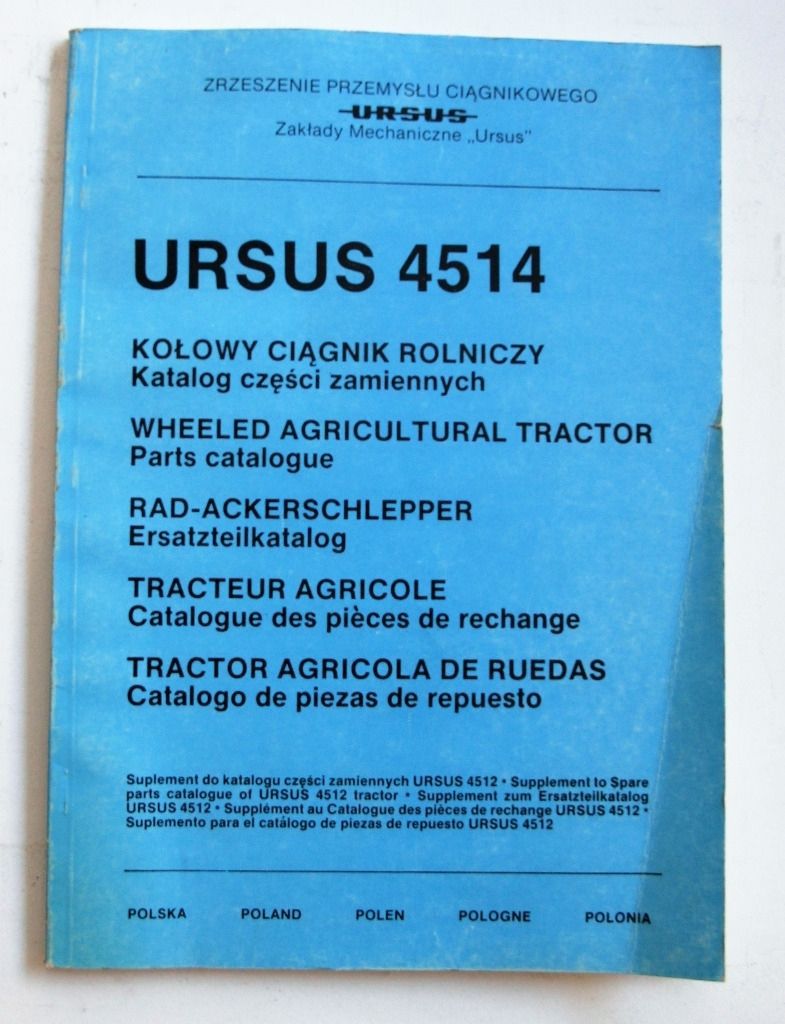 ZRZESZENIE PRZEMYSŁU CIĄGNIKOWEGO
URSUS
Zakłady Mechaniczne „Ursus”
URSUS 4514
KOŁOWY CIĄGNIK ROLNICZY
Katalog części zamiennych
WHEELED AGRICULTURAL TRACTOR
Parts catalogue
RAD-ACKERSCHLEPPER
Ersatzteilkatalog
TRACTEUR AGRICOLE
Catalogue des pièces de rechange
TRACTOR AGRICOLA DE RUEDAS
Catalogo de piezas de repuesto
Suplement do katalogu części zamiennych URSUS 4512 * Supplement to Spare
parts catalogue of URSUS 4512 tractor * Supplement zum Ersatzteilkatalog
URSUS 4512 * Supplément au Catalogue des pièces de rechange URSUS 4512 *
Suplemento para el catálogo de piezas de repuesto URSUS 4512
POLSKA POLAND POLEN POLOGNE POLONIA